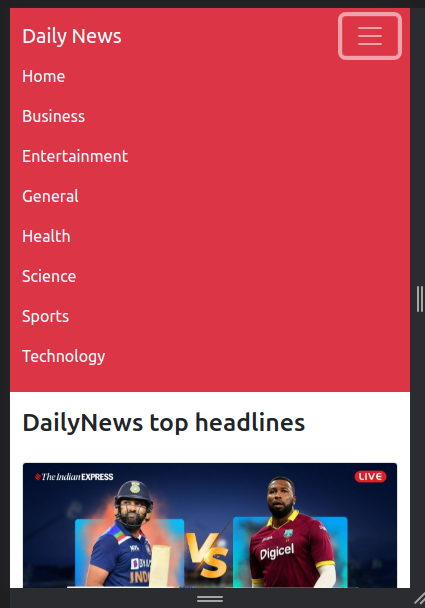 Daily News
Home
Business
Entertainment
General
Health
Science
Sports
Technology
DailyNews top headlines
The Indian EXPRESS
LIVE
VS
Digicel